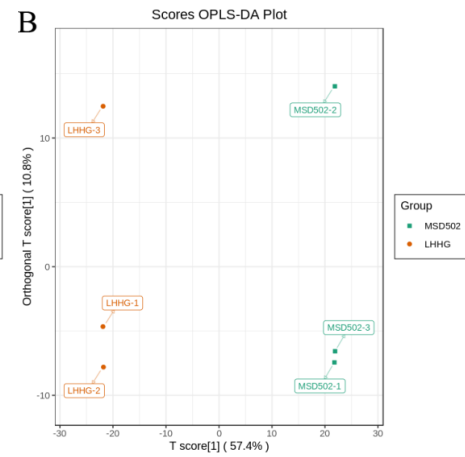 B
Scores OPLS-DA Plot
MSD502-2
LHHG-3
10
Orthogonal T score[1] ( 10.8% )
Group
MSD502
LHHG
0
LHHG-1
MSD502-3
MSD502-1
LHHG-2
-10
-30 -20 -10 0 10 20 30
T score[1] ( 57.4% )